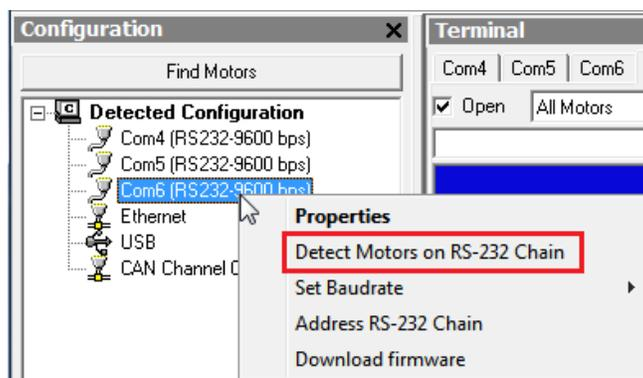 Configuration
Find Motors
Detected Configuration
Com4 (RS232-9600 bps)
Com5 (RS232-9600 bps)
Com6 (RS232-9600 bps)
Ethernet
USB
CAN Channel
Terminal
Com4 Com5 Com6
Open All Motors
Properties
Detect Motors on RS-232 Chain
Set Baudrate
Address RS-232 Chain
Download firmware